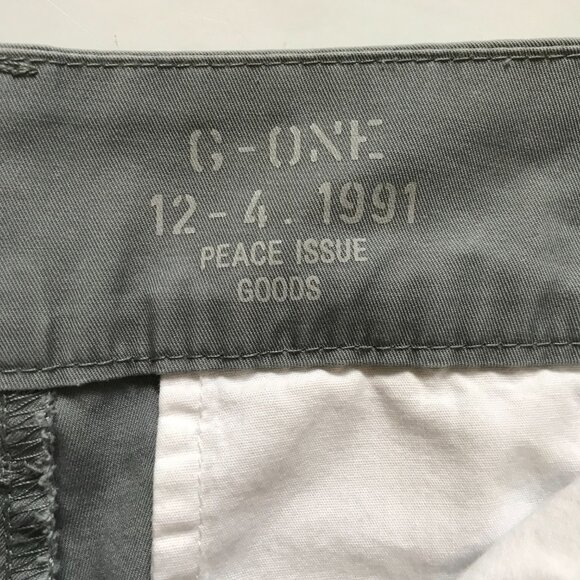 G-ONE
12-4.1991
PEACE ISSUE
GOODS